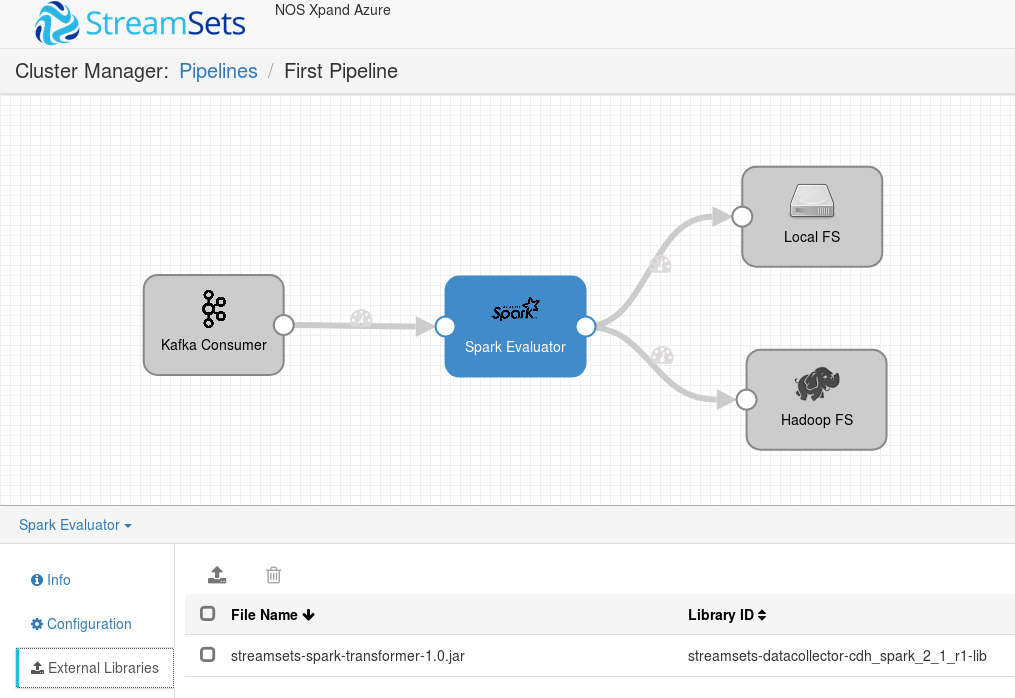 StreamSets
NOS Xpand Azure
Cluster Manager: Pipelines / First Pipeline
Local FS
Kafka Consumer
Spark
Spark Evaluator
Hadoop FS
Spark Evaluator
Info
Configuration
External Libraries
File Name Library ID
streamsets-spark-transformer-1.0.jar streamsets-datacollector-cdh_spark_2_1_r1-lib